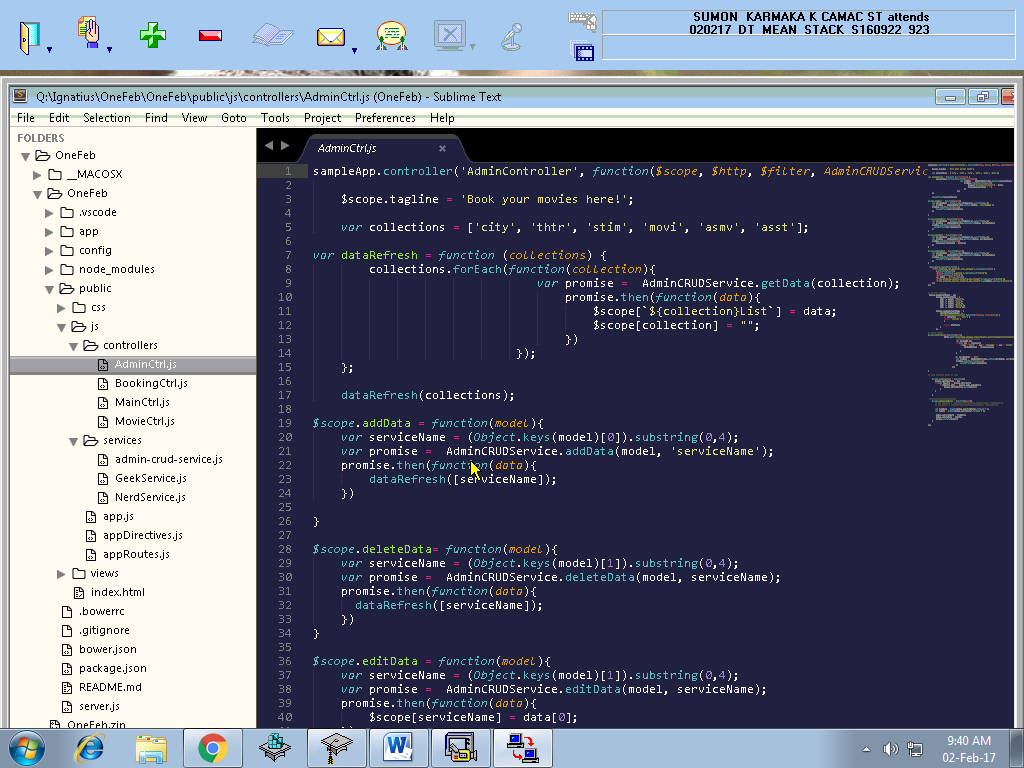 SUMON KARMAKA K CAMAC ST attends
020217 DT MEAN STACK S160922 923
Q:\Ignatius\OneFeb\OneFeb\public\js\controllers\AdminCtrl.js (OneFeb) - Sublime Text
File Edit Selection Find View Goto Tools Project Preferences Help
FOLDERS
OneFeb
__MACOSX
OneFeb
.vscode
app
config
node_modules
public
css
js
controllers
AdminCtrl.js
BookingCtrl.js
MainCtrl.js
MovieCtrl.js
services
admin-crud-service.js
GeekService.js
NerdService.js
app.js
appDirectives.js
appRoutes.js
views
index.html
.bowerrc
.gitignore
bower.json
package.json
README.md
server.js
OneFeb.zip
AdminCtrl.js
1 sampleApp.controller('AdminController', function($scope, $http, $filter, AdminCRUDServic
2
3 $scope.tagline = 'Book your movies here!';
4
5 var collections = ['city', 'thtr', 'stim', 'movi', 'asmv', 'asst'];
6
7 var dataRefresh = function (collections) {
8 collections.forEach(function(collection){
9 var promise = AdminCRUDService.getData(collection);
10 promise.then(function(data){
11 $scope[`${collection}List`] = data;
12 $scope[collection] = "";
13 })
14 });
15 };
16
17 dataRefresh(collections);
18
19 $scope.addData = function(model){
20 var serviceName = (Object.keys(model)[0]).substring(0,4);
21 var promise = AdminCRUDService.addData(model, 'serviceName');
22 promise.then(function(data){
23 dataRefresh([serviceName]);
24 })
25
26 }
27
28 $scope.deleteData= function(model){
29 var serviceName = (Object.keys(model)[1]).substring(0,4);
30 var promise = AdminCRUDService.deleteData(model, serviceName);
31 promise.then(function(data){
32 dataRefresh([serviceName]);
33 })
34 }
35
36 $scope.editData = function(model){
37 var serviceName = (Object.keys(model)[1]).substring(0,4);
38 var promise = AdminCRUDService.editData(model, serviceName);
39 promise.then(function(data){
40 $scope[serviceName] = data[0];
9:40 AM
02-Feb-17